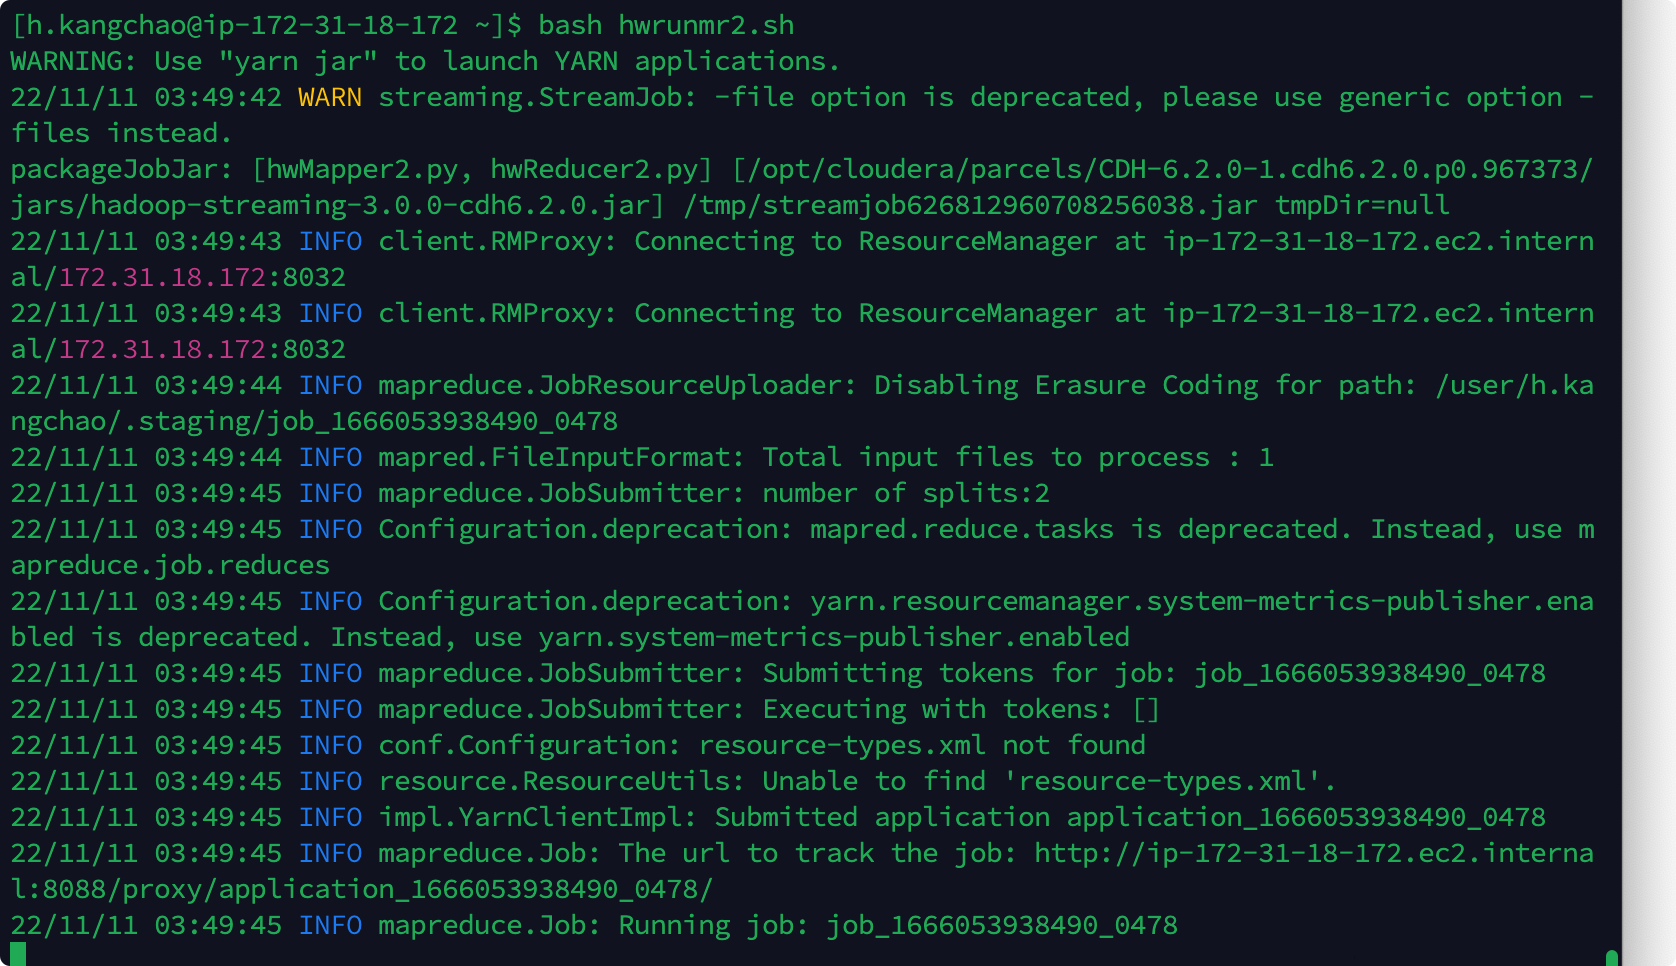 [h.kangchao@ip-172-31-18-172 ~]$ bash hwrunmr2.sh
WARNING: Use "yarn jar" to launch YARN applications.
22/11/11 03:49:42 WARN streaming.StreamJob: -file option is deprecated, please use generic option -
files instead.
packageJobJar: [hwMapper2.py, hwReducer2.py] [/opt/cloudera/parcels/CDH-6.2.0-1.cdh6.2.0.p0.967373/
jars/hadoop-streaming-3.0.0-cdh6.2.0.jar] /tmp/streamjob626812960708256038.jar tmpDir=null
22/11/11 03:49:43 INFO client.RMProxy: Connecting to ResourceManager at ip-172-31-18-172.ec2.intern
al/172.31.18.172:8032
22/11/11 03:49:43 INFO client.RMProxy: Connecting to ResourceManager at ip-172-31-18-172.ec2.intern
al/172.31.18.172:8032
22/11/11 03:49:44 INFO mapreduce.JobResourceUploader: Disabling Erasure Coding for path: /user/h.ka
ngchao/.staging/job_1666053938490_0478
22/11/11 03:49:44 INFO mapred.FileInputFormat: Total input files to process : 1
22/11/11 03:49:45 INFO mapreduce.JobSubmitter: number of splits:2
22/11/11 03:49:45 INFO Configuration.deprecation: mapred.reduce.tasks is deprecated. Instead, use m
apreduce.job.reduces
22/11/11 03:49:45 INFO Configuration.deprecation: yarn.resourcemanager.system-metrics-publisher.ena
bled is deprecated. Instead, use yarn.system-metrics-publisher.enabled
22/11/11 03:49:45 INFO mapreduce.JobSubmitter: Submitting tokens for job: job_1666053938490_0478
22/11/11 03:49:45 INFO mapreduce.JobSubmitter: Executing with tokens: []
22/11/11 03:49:45 INFO conf.Configuration: resource-types.xml not found
22/11/11 03:49:45 INFO resource.ResourceUtils: Unable to find 'resource-types.xml'.
22/11/11 03:49:45 INFO impl.YarnClientImpl: Submitted application application_1666053938490_0478
22/11/11 03:49:45 INFO mapreduce.Job: The url to track the job: http://ip-172-31-18-172.ec2.interna
l:8088/proxy/application_1666053938490_0478/
22/11/11 03:49:45 INFO mapreduce.Job: Running job: job_1666053938490_0478